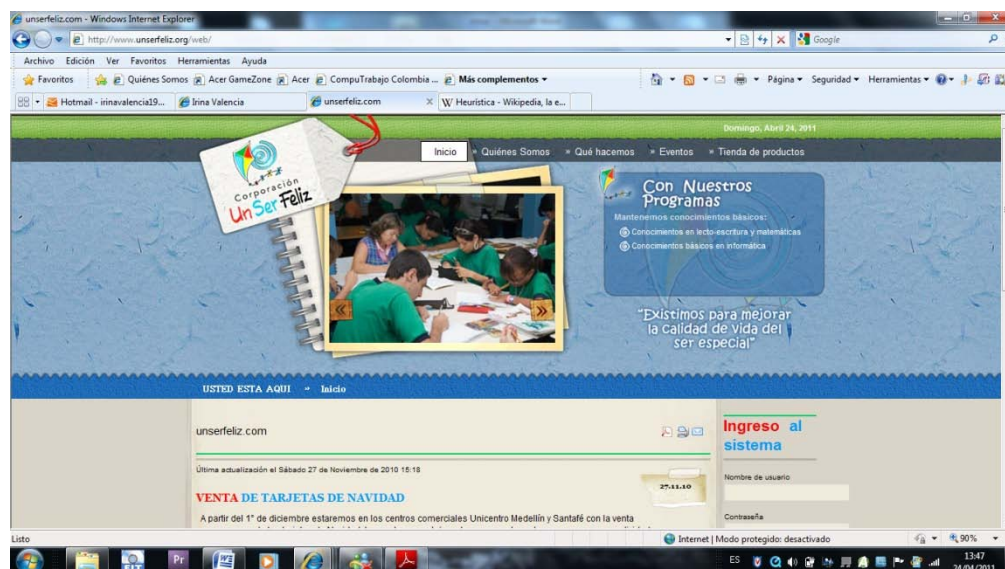 unserfeliz.com - Windows Internet Explorer
http://www.unserfeliz.org/web/
Google
Archivo Edición Ver Favoritos Herramientas Ayuda
Favoritos Quiénes Somos Acer GameZone Acer CompuTrabajo Colombia ... Más complementos
Página Seguridad Herramientas
Hotmail - irinavalencia19... Irina Valencia unserfeliz.com X W Heurística - Wikipedia, la e...
Domingo, Abril 24, 2011
Inicio » Quiénes Somos » Qué hacemos » Eventos » Tienda de productos
Corporación
Un Ser Feliz
Con Nuestros
Programas
Mantenemos conocimientos básicos:
Conocimientos en lecto-escritura y matemáticas
Conocimientos básicos en informática
"Existimos para mejorar
la calidad de vida del
ser especial"
USTED ESTA AQUI Inicio
unserfeliz.com
Última actualización el Sábado 27 de Noviembre de 2010 15:18
27.11.10
VENTA DE TARJETAS DE NAVIDAD
A partir del 1° de diciembre estaremos en los centros comerciales Unicentro Medellín y Santafé con la venta
Ingreso al
sistema
Nombre de usuario
Contraseña
Listo
Internet | Modo protegido: desactivado
90%
Pr
ES
13:47
24/04/2011